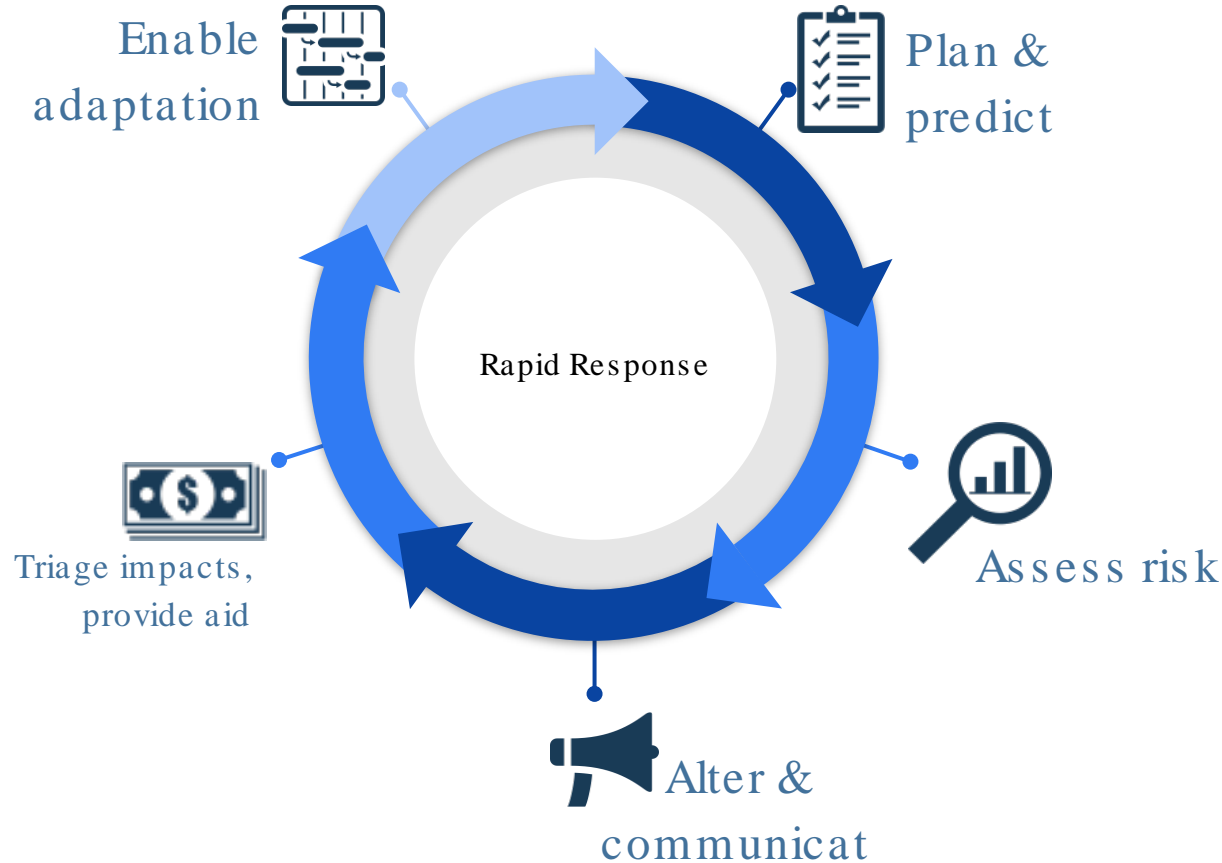 Enable
adaptation
Plan &
predict
Rapid Response
Assess risk
Triage impacts,
provide aid
$
Alter &
communicat